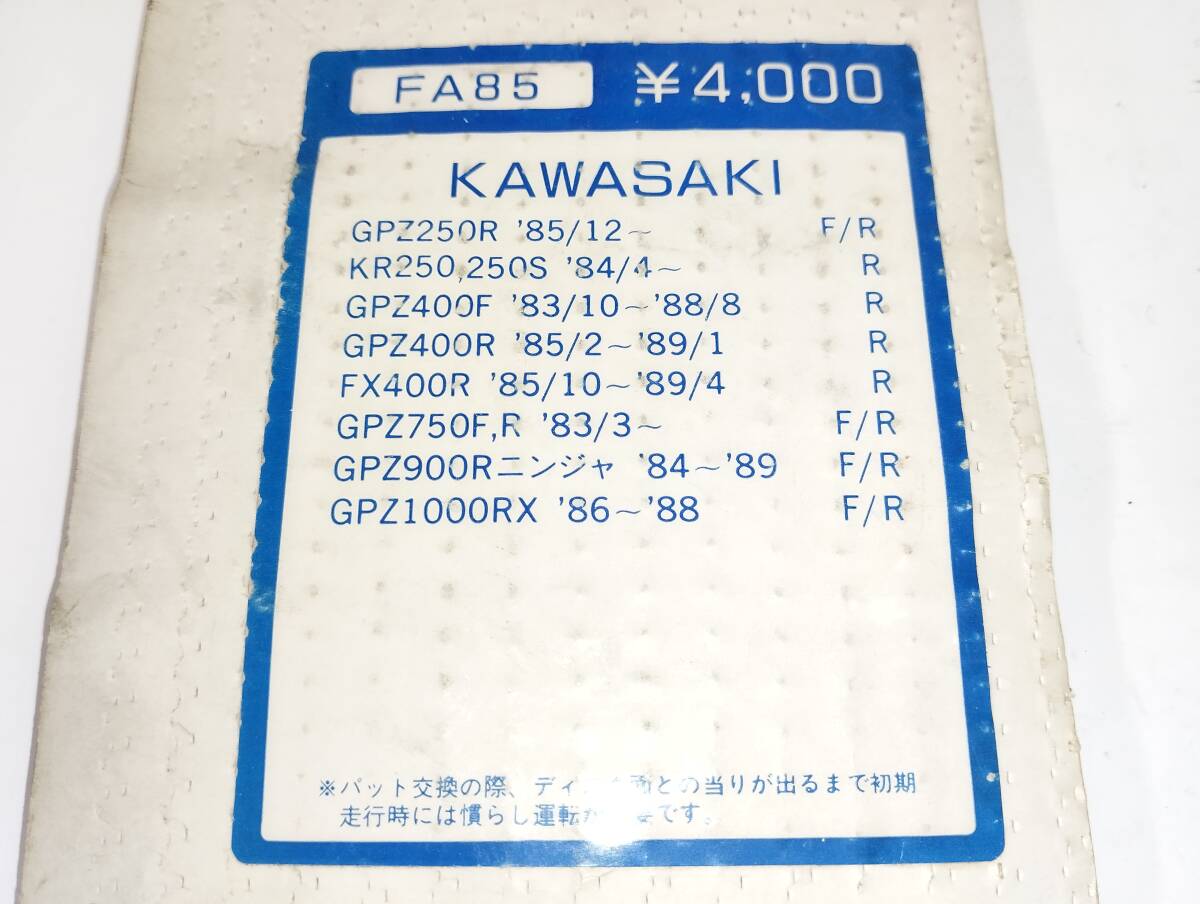 FA85 ¥4,000
KAWASAKI
GPZ250R '85/12~ F/R
KR250,250S '84/4~ R
GPZ400F '83/10~'88/8 R
GPZ400R '85/2~'89/1 R
FX400R '85/10~'89/4 R
GPZ750F,R '83/3~ F/R
GPZ900Rニンジャ '84~'89 F/R
GPZ1000RX '86~'88 F/R
※パット交換の際、ディ 面との当りが出るまで初期
走行時には慣らし運転が 要です。